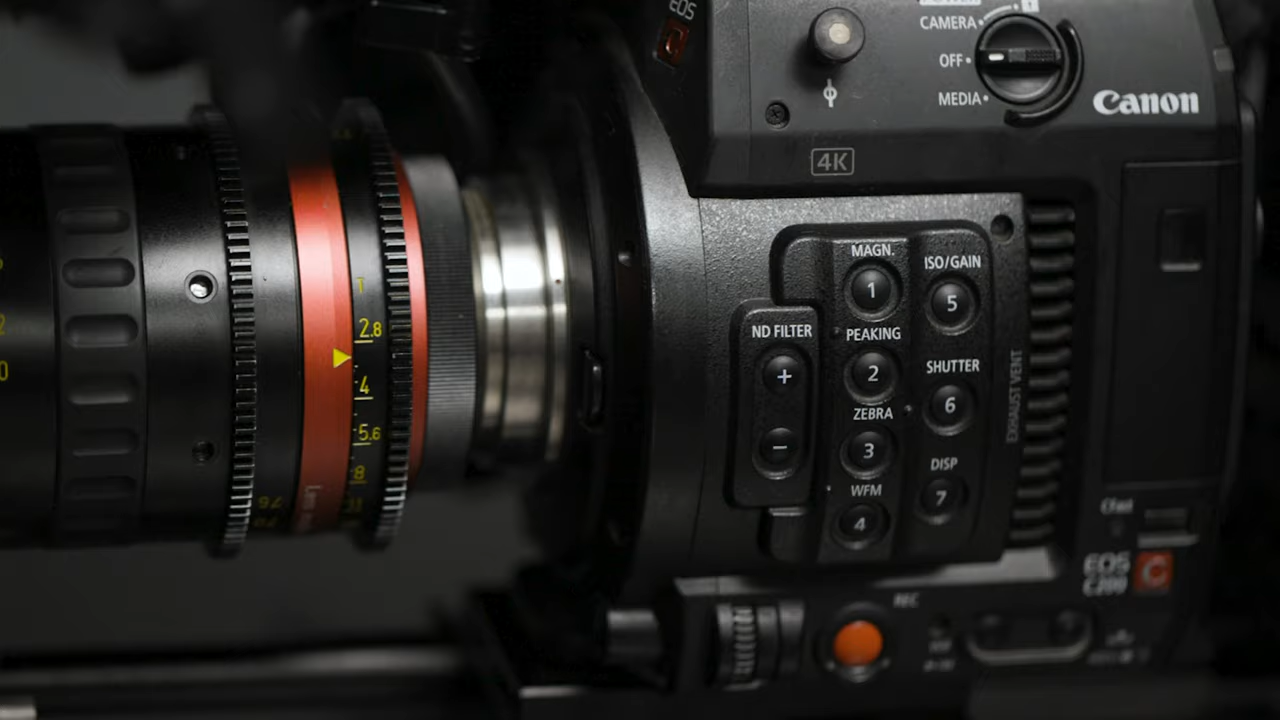 EOS
C
CAMERA
OFF
MEDIA
Canon
4K
MAGN.
1
ISO/GAIN
5
ND FILTER
+
−
PEAKING
2
SHUTTER
6
ZEBRA
3
DISP
7
WFM
4
EXHAUST VENT
2.8
4
5.6
8
EOS
C200
C
REC